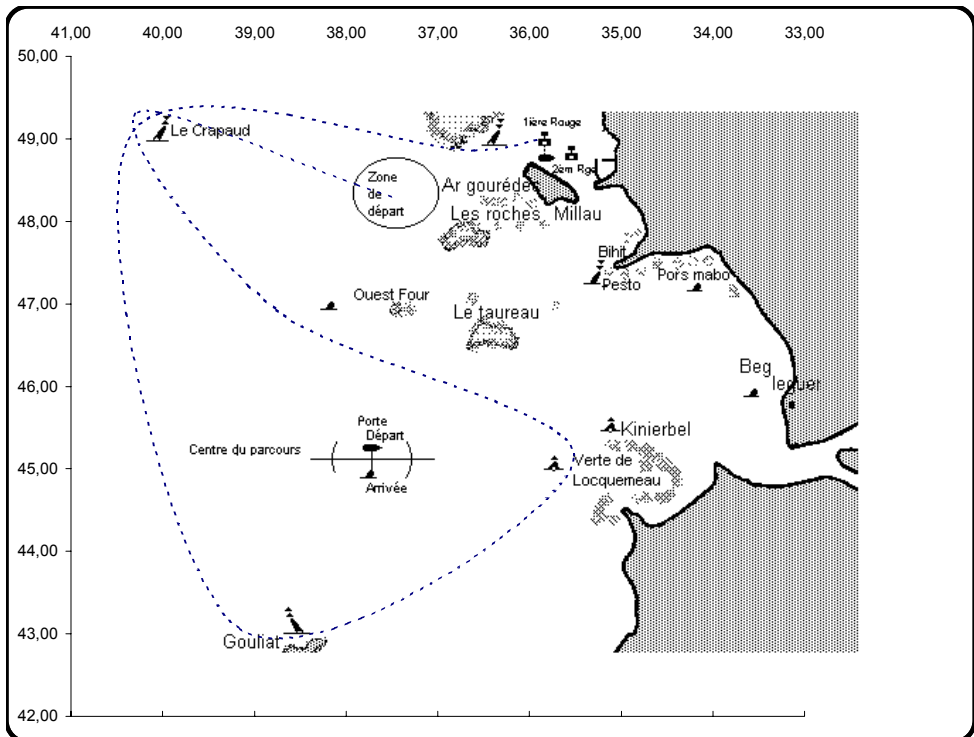 41,00 40,00 39,00 38,00 37,00 36,00 35,00 34,00 33,00
50,00
49,00
48,00
47,00
46,00
45,00
44,00
43,00
42,00
Le Crapaud
1ière Rouge
2èm Rge
Zone
de
départ
Ar gouréder
Les roches
Millau
Bihit
Pesto
Pors mabo
Ouest Four
Le taureau
Beg
leguer
Porte
Départ
Centre du parcours
Arrivée
Kinierbel
Verte de
Locquemeau
Gouliat